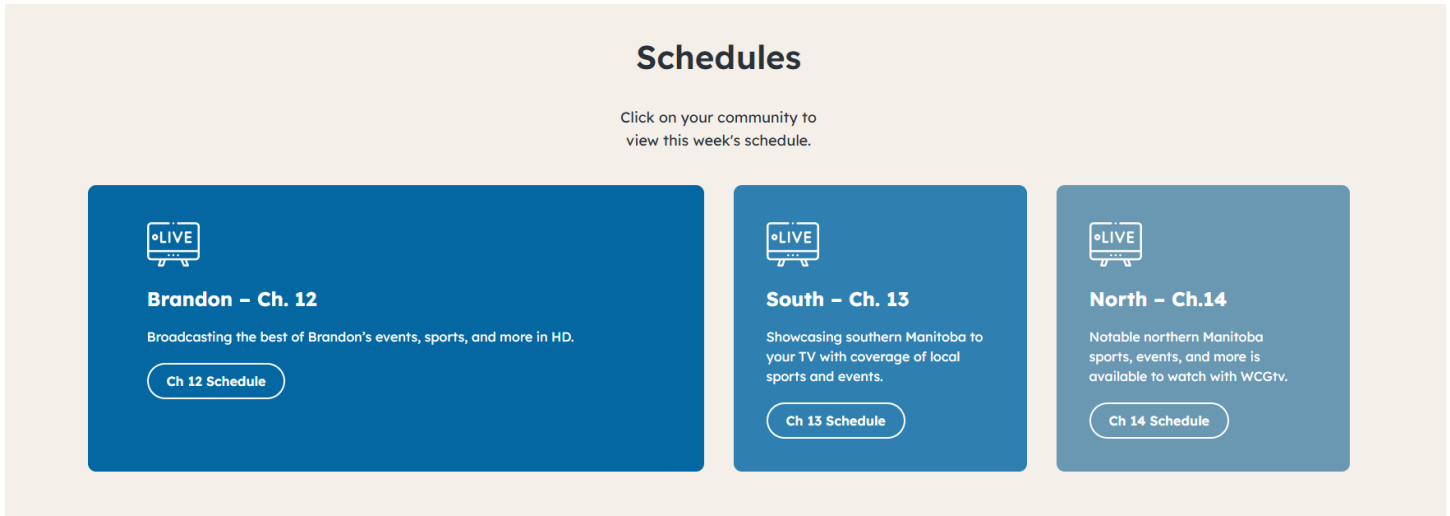 Schedules
Click on your community to
view this week's schedule.
LIVE
Brandon – Ch. 12
Broadcasting the best of Brandon’s events, sports, and more in HD.
Ch 12 Schedule
LIVE
South – Ch. 13
Showcasing southern Manitoba to
your TV with coverage of local
sports and events.
Ch 13 Schedule
LIVE
North – Ch.14
Notable northern Manitoba
sports, events, and more is
available to watch with WCGtv.
Ch 14 Schedule